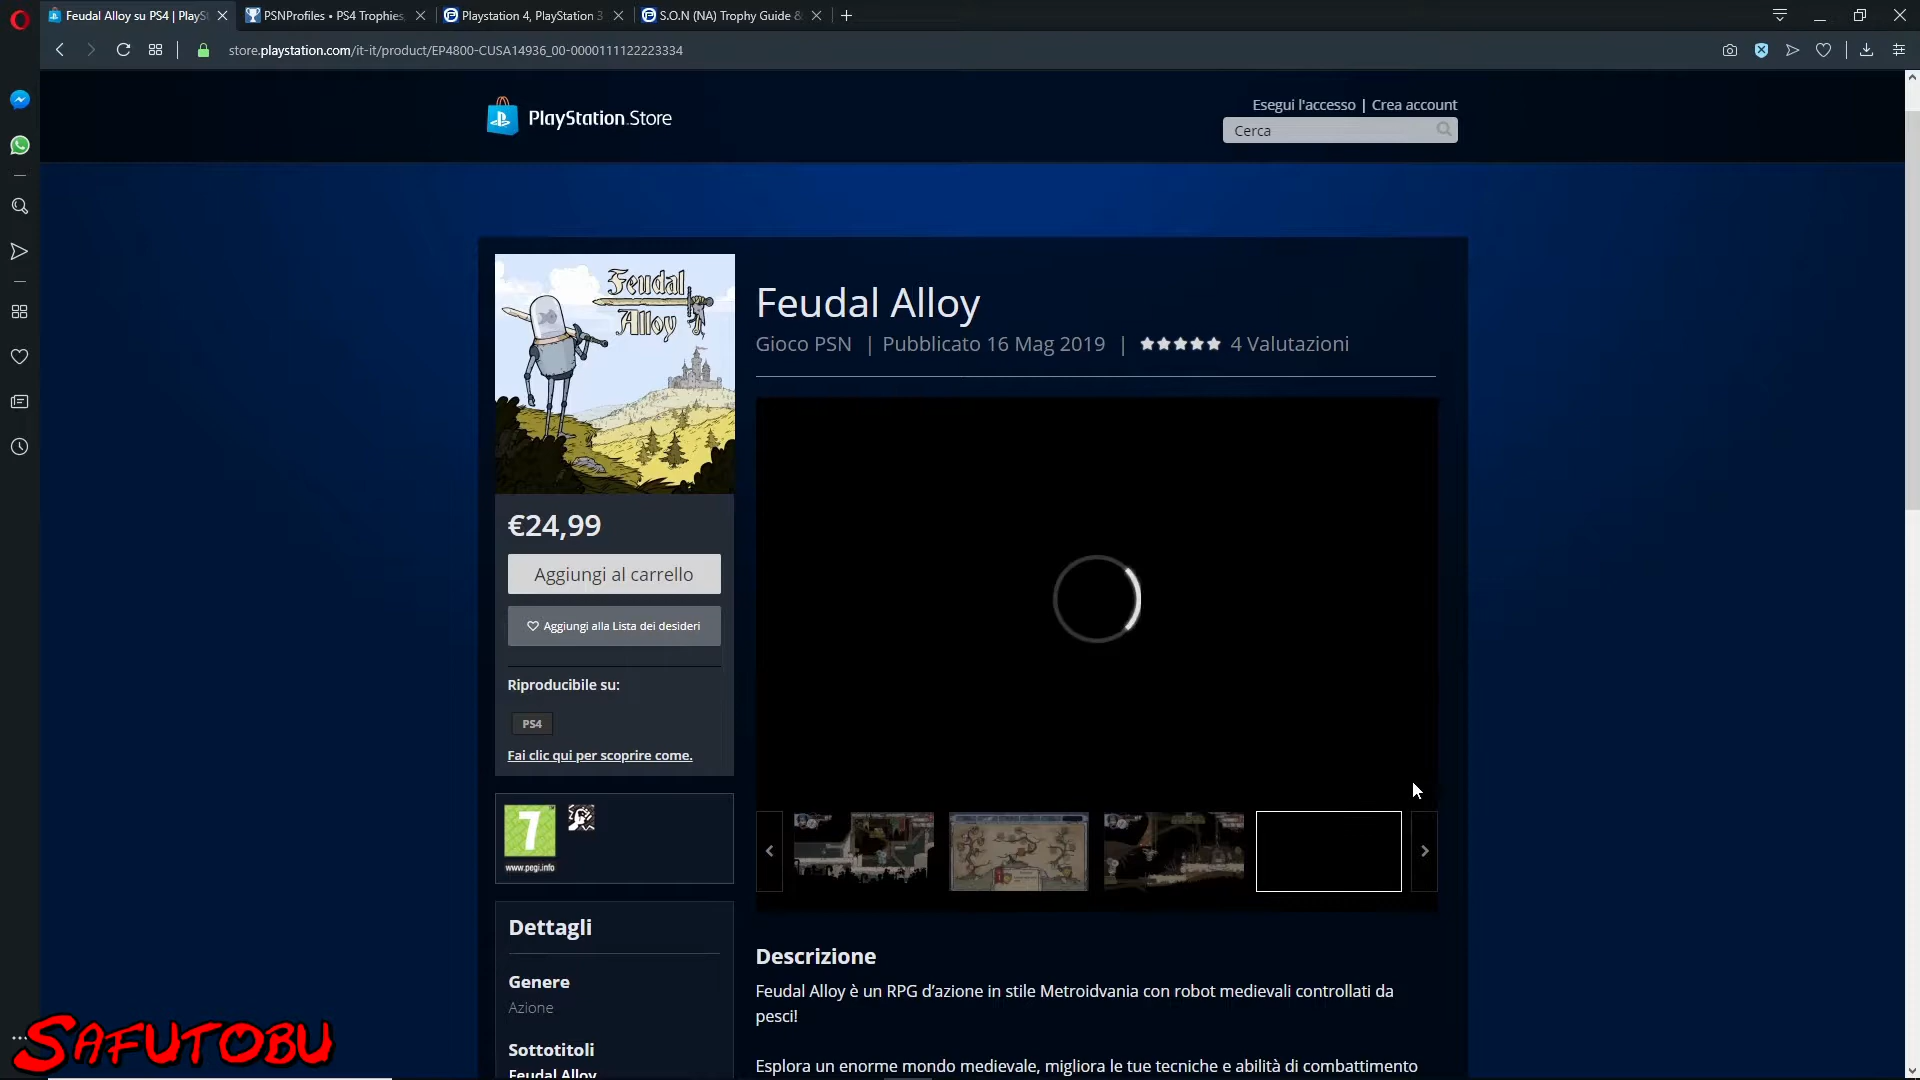 Feudal Alloy su PS4 | PlayS
PSNProfiles • PS4 Trophies,
Playstation 4, PlayStation 3
S.O.N (NA) Trophy Guide &
store.playstation.com/it-it/product/EP4800-CUSA14936_00-0000111122223334
PlayStation.Store
Esegui l'accesso | Crea account
Cerca
Feudal
Alloy
Feudal Alloy
Gioco PSN | Pubblicato 16 Mag 2019 | 4 Valutazioni
€24,99
Aggiungi al carrello
Aggiungi alla Lista dei desideri
Riproducibile su:
PS4
Fai clic qui per scoprire come.
7
www.pegi.info
Dettagli
Genere
Azione
Sottotitoli
Feudal Alloy
Descrizione
Feudal Alloy è un RPG d’azione in stile Metroidvania con robot medievali controllati da
pesci!
Esplora un enorme mondo medievale, migliora le tue tecniche e abilità di combattimento
SAFUTOBU